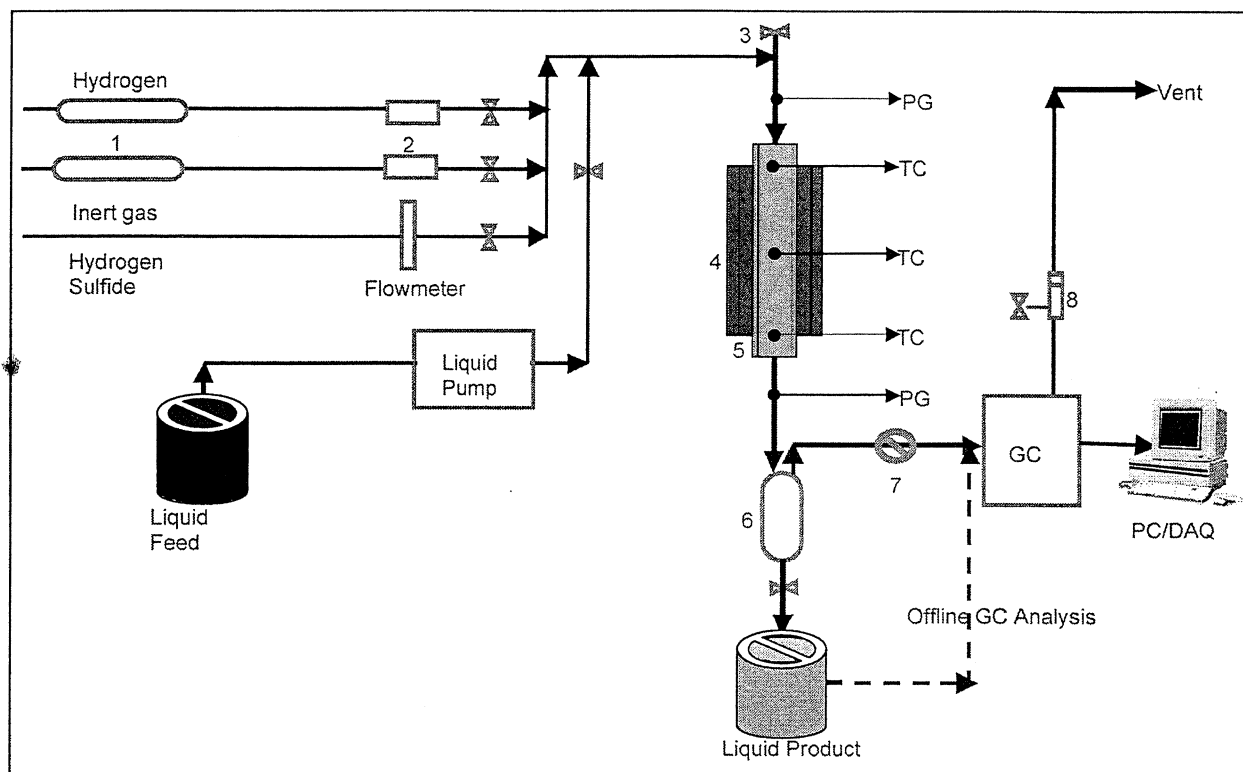 3
Hydrogen
PG
Vent
1
2
TC
Inert gas
4
TC
Hydrogen
Sulfide
Flowmeter
8
5
TC
Liquid
Pump
PG
GC
7
6
Liquid
Feed
PC/DAQ
Offline GC Analysis
Liquid Product